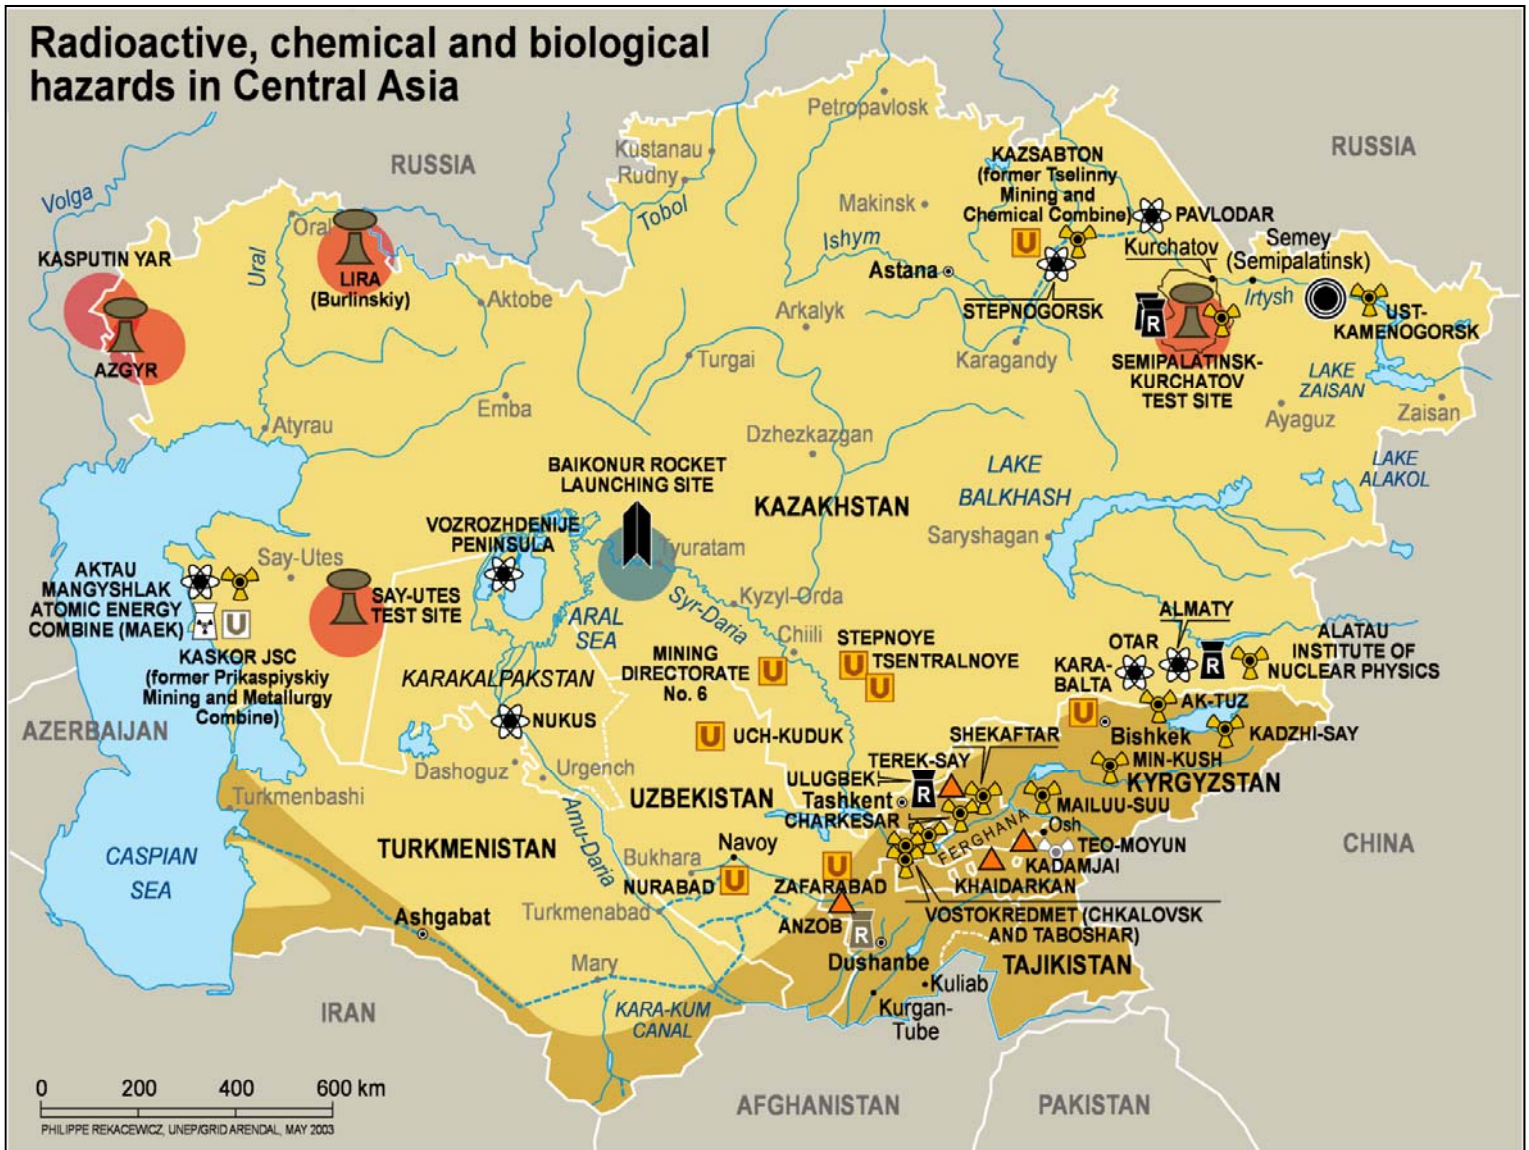 Radioactive, chemical and biological
hazards in Central Asia
Petropavlosk
RUSSIA
RUSSIA
Kustanau
Rudny
KAZSABTON
(former Tselinny
Mining and
Chemical Combine)
Volga
Tobol
Makinsk
PAVLODAR
Oral
Ishym
Kurchatov
Semey
(Semipalatinsk)
KASPUTIN YAR
Ural
LIRA
(Burlinskiy)
Astana
Irtysh
Aktobe
STEPNOGORSK
UST-
KAMENOGORSK
Arkalyk
R
Turgai
Karagandy
SEMIPALATINSK-
KURCHATOV
TEST SITE
LAKE
ZAISAN
AZGYR
Emba
Ayaguz
Zaisan
Atyrau
Dzhezkazgan
BAIKONUR ROCKET
LAUNCHING SITE
LAKE
BALKHASH
LAKE
ALAKOL
KAZAKHSTAN
VOZROZHDENIJE
PENINSULA
Saryshagan
Tyuratam
Say-Utes
AKTAU
MANGYSHLAK
ATOMIC ENERGY
COMBINE (MAEK)
SAY-UTES
TEST SITE
ARAL
SEA
Syr-Daria
Kyzyl-Orda
U
ALMATY
Chiili
STEPNOYE
TSENTRALNOYE
OTAR
ALATAU
INSTITUTE OF
NUCLEAR PHYSICS
KASKOR JSC
(former Prikaspiyskiy
Mining and Metallurgy
Combine)
MINING
DIRECTORATE
No. 6
U
U
U
KARA-
BALTA
R
KARAKALPAKSTAN
AK-TUZ
AZERBAIJAN
NUKUS
U
U
UCH-KUDUK
SHEKAFTAR
Bishkek
KADZHI-SAY
Dashoguz
Urgench
TEREK-SAY
MIN-KUSH
ULUGBEK
R
KYRGYZSTAN
Turkmenbashi
UZBEKISTAN
Tashkent
MAILUU-SUU
CHARKESAR
Amu-Daria
FERGHANA
Osh
TURKMENISTAN
Navoy
TEO-MOYUN
CHINA
CASPIAN
SEA
Bukhara
U
KADAMJAI
NURABAD
U
ZAFARABAD
KHAIDARKAN
Turkmenabad
Ashgabat
ANZOB
R
VOSTOKREDMET (CHKALOVSK
AND TABOSHAR)
Dushanbe
TAJIKISTAN
Mary
Kuliab
IRAN
KARA-KUM
CANAL
Kurgan-
Tube
0 200 400 600 km
AFGHANISTAN
PAKISTAN
PHILIPPE REKACEWICZ, UNEP/GRID ARENDAL, MAY 2003
U